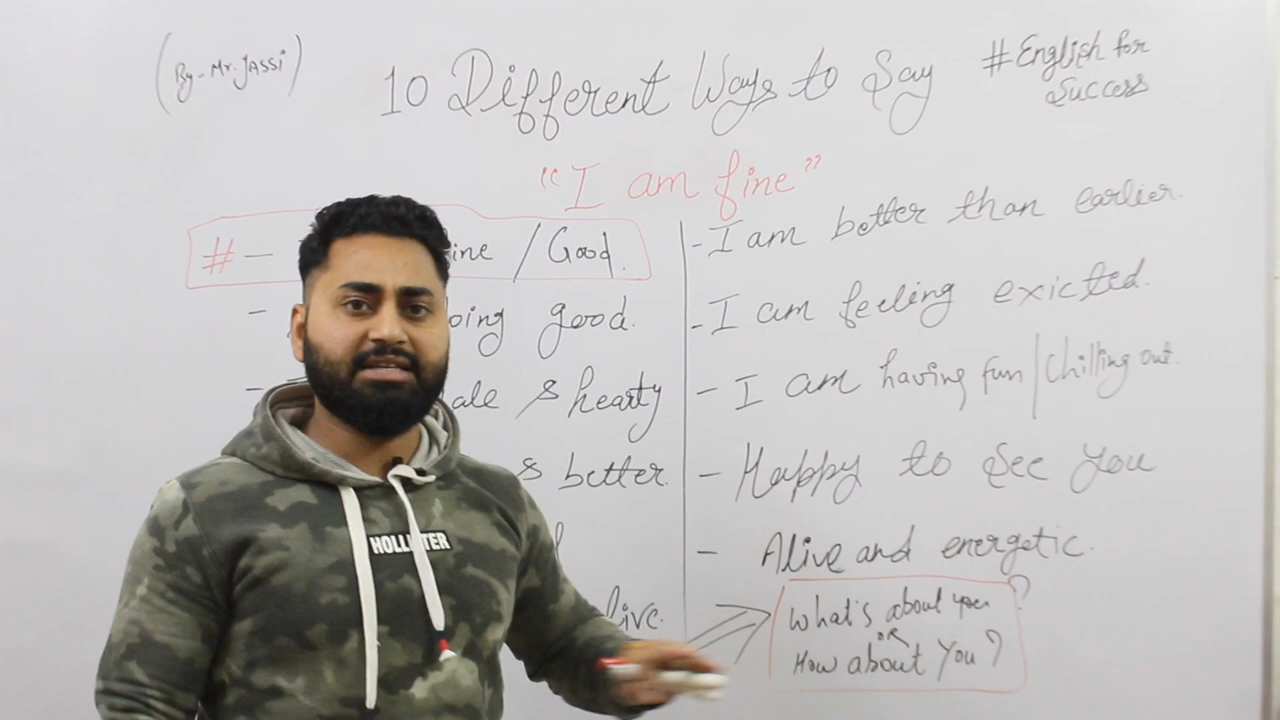 (By-Mr. JASSi)
10 Different Ways to Say
# English for
Success
"I am fine"
# - ine / Good.
- oing good.
- ale & hearty
& better.
live.
- I am better than earlier.
- I am feeling exicted.
- I am having fun / Chilling out.
- Happy to See You
- Alive and energetic.
What's about you ?
OR
How about You ?
HOLLISTER